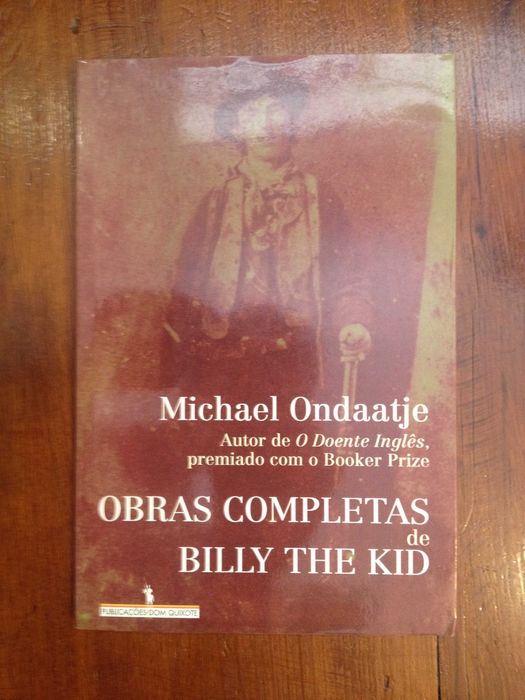 Michael Ondaatje
Autor de O Doente Inglês,
premiado com o Booker Prize
OBRAS COMPLETAS
de
BILLY THE KID
PUBLICAÇÕES DOM QUIXOTE